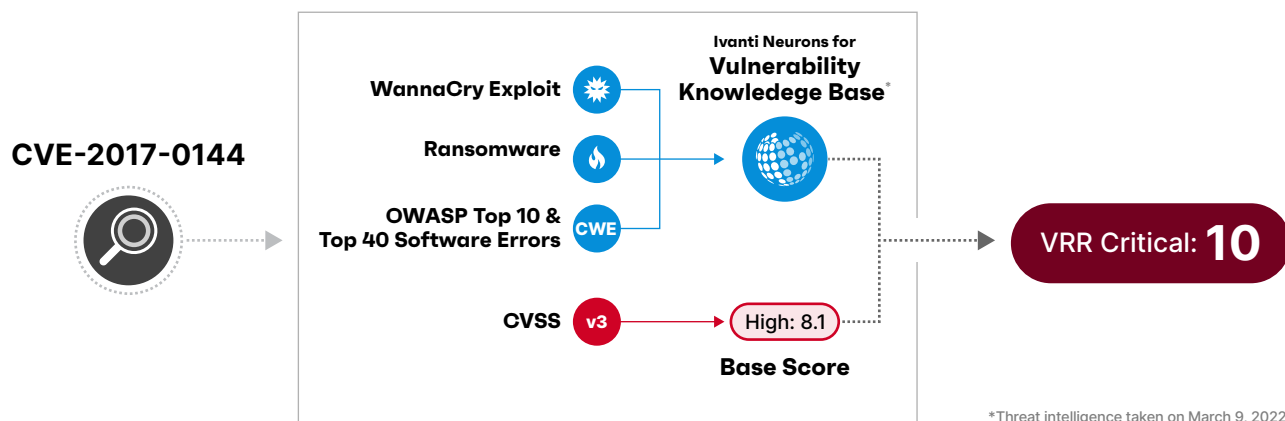 Ivanti Neurons for
Vulnerability
Knowledege Base*
WannaCry Exploit
CVE-2017-0144
Ransomware
OWASP Top 10 &
Top 40 Software Errors
CWE
VRR Critical: 10
CVSS
v3
High: 8.1
Base Score
*Threat intelligence taken on March 9, 2022